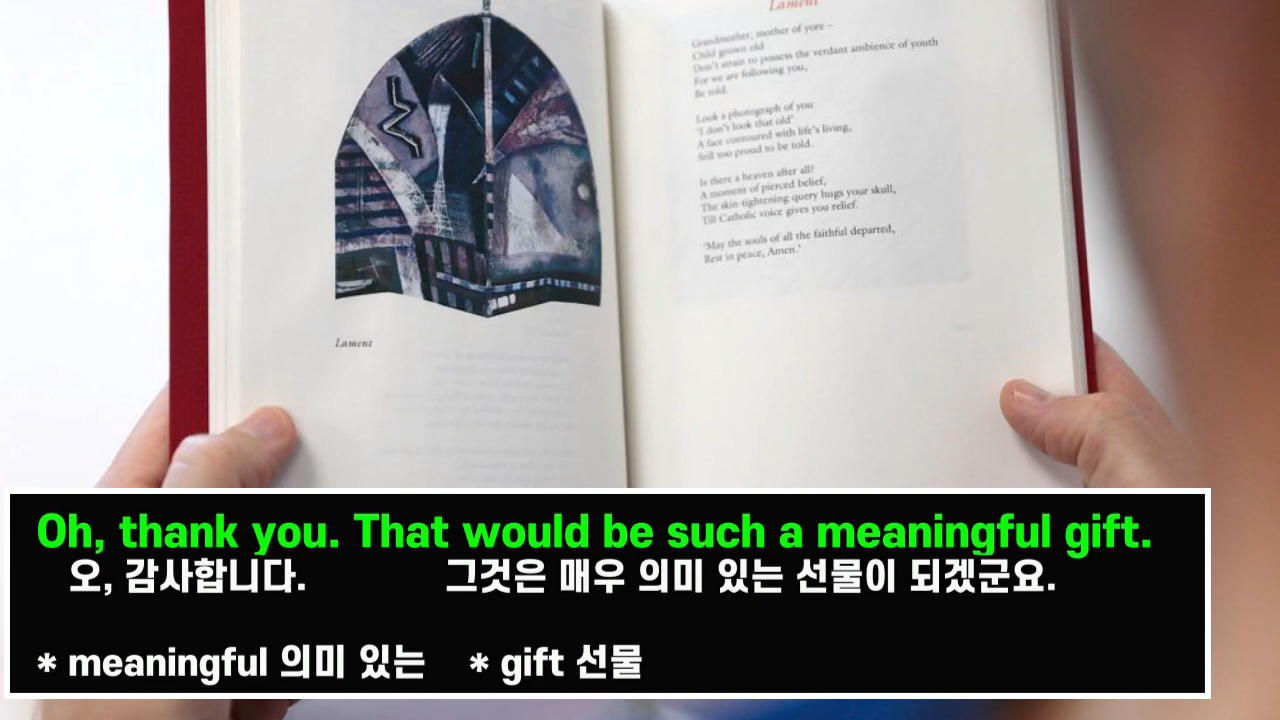 Lament
Grandmother, mother of yore –
Child grown old
Don't strain to possess the verdant ambience of youth
For we are following you,
Be told.
Look a photograph of you
'I don't look that old'
A face contoured with life's living,
Still too proud to be told.
Is there a heaven after all?
A moment of pierced belief,
The skin-tightening query hugs your skull,
Till Catholic voice gives you relief.
'May the souls of all the faithful departed,
Rest in peace, Amen.'
Lament
Oh, thank you. That would be such a meaningful gift.
오, 감사합니다. 그것은 매우 의미 있는 선물이 되겠군요.
* meaningful 의미 있는 * gift 선물